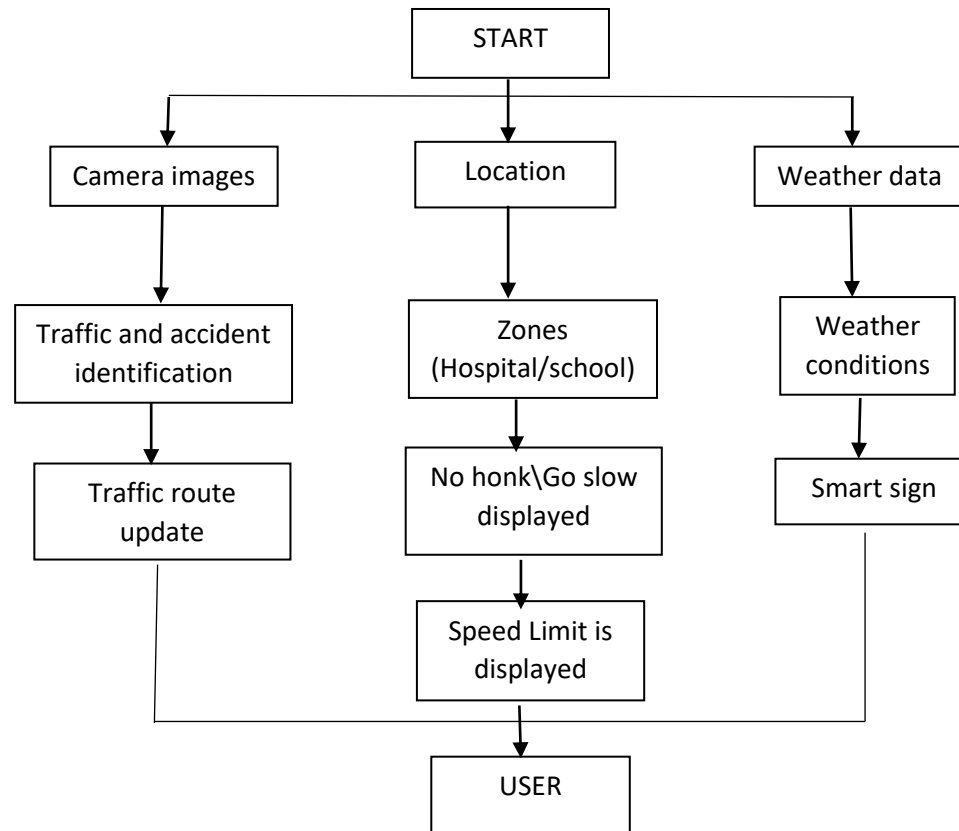 START
Camera images
Location
Weather data
Traffic and accident
identification
Zones
(Hospital/school)
Weather
conditions
Traffic route
update
No honk\Go slow
displayed
Smart sign
Speed Limit is
displayed
USER